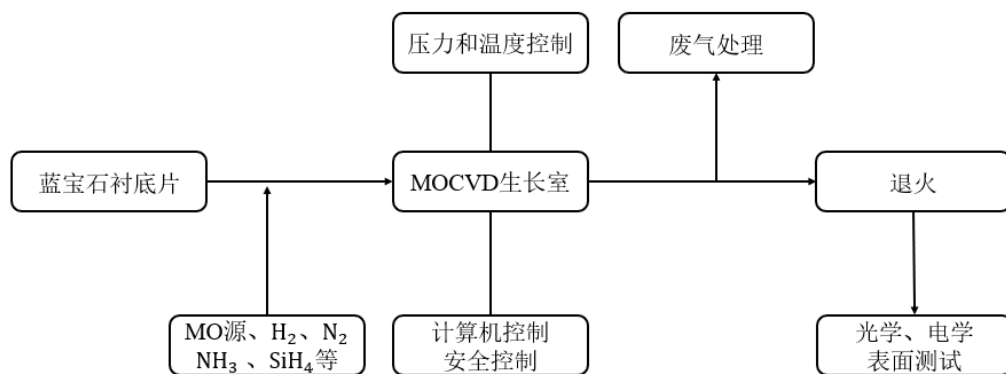 压力和温度控制
废气处理
蓝宝石衬底片
MOCVD生长室
退火
MO源、H₂、N₂
NH₃、SiH₄等
计算机控制
安全控制
光学、电学
表面测试